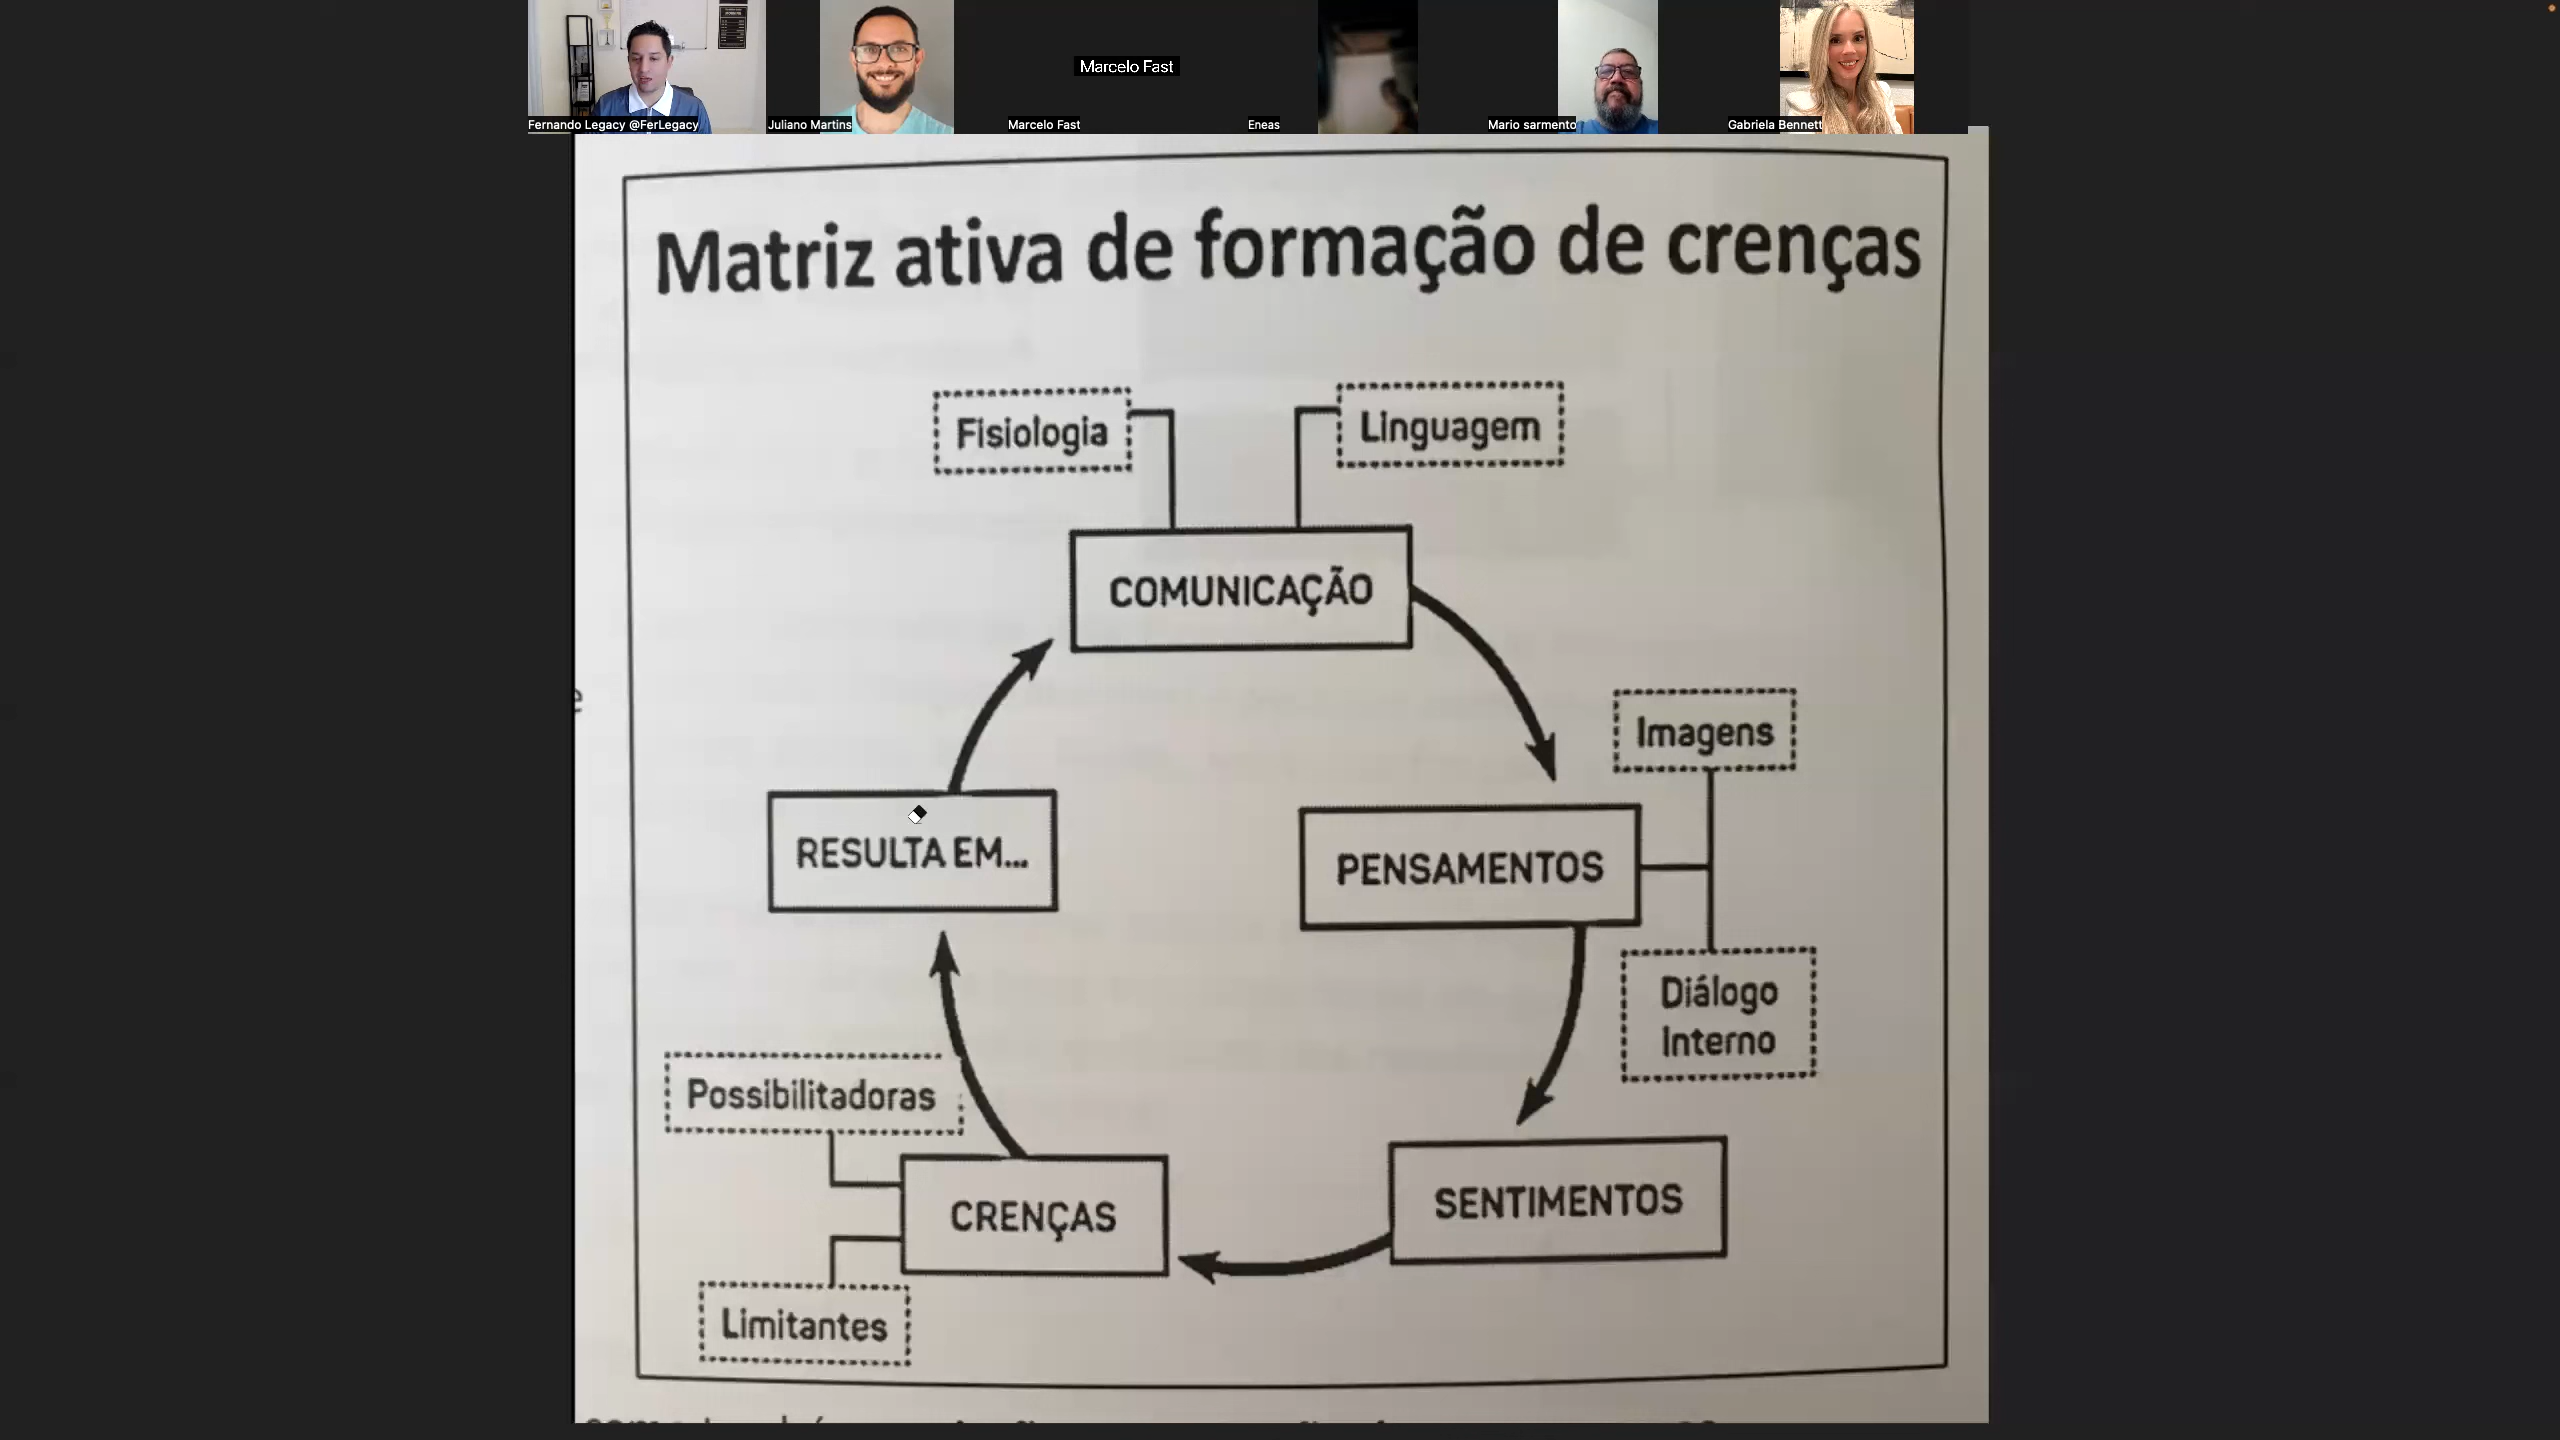 Marcelo Fast
Fernando Legacy @FerLegacy
Juliano Martins
Marcelo Fast
Eneas
Mario sarmento
Gabriela Bennett
Matriz ativa de formação de crenças
Fisiologia
Linguagem
COMUNICAÇÃO
Imagens
RESULTA EM...
PENSAMENTOS
Diálogo
Interno
Possibilitadoras
CRENÇAS
SENTIMENTOS
Limitantes